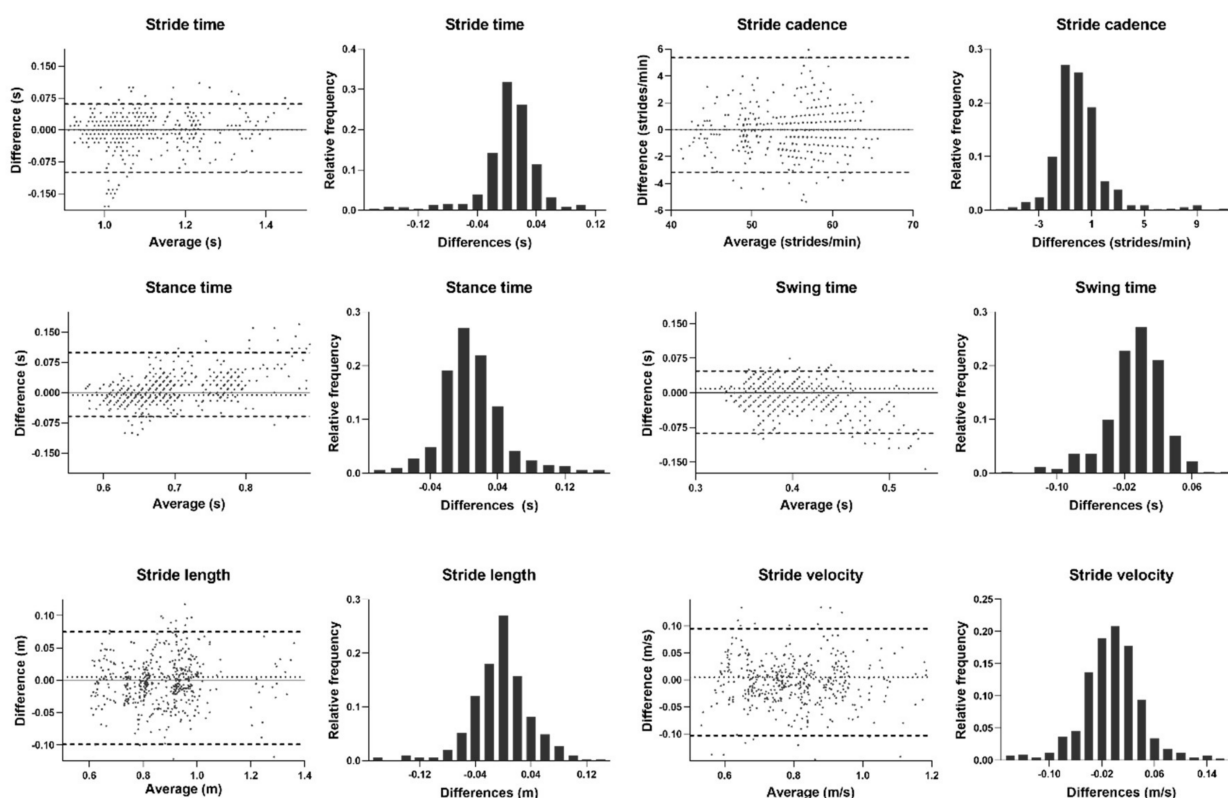 Stride time
Difference (s)
0.150
0.075
0.000
-0.075
-0.150
1.0 1.2 1.4
Average (s)
Stride time
Relative frequency
0.4
0.3
0.2
0.1
0.0
-0.12 -0.04 0.04 0.12
Differences (s)
Stride cadence
Difference (strides/min)
6
4
2
0
-2
-4
-6
40 50 60 70
Average (strides/min)
Stride cadence
Relative frequency
0.4
0.3
0.2
0.1
0.0
-3 1 5 9
Differences (strides/min)
Stance time
Difference (s)
0.150
0.075
0.000
-0.075
-0.150
0.6 0.7 0.8
Average (s)
Stance time
Relative frequency
0.3
0.2
0.1
0.0
-0.04 0.04 0.12
Differences (s)
Swing time
Difference (s)
0.150
0.075
0.000
-0.075
-0.150
0.3 0.4 0.5
Average (s)
Swing time
Relative frequency
0.3
0.2
0.1
0.0
-0.10 -0.02 0.06
Differences (s)
Stride length
Difference (m)
0.10
0.05
0.00
-0.05
-0.10
0.6 0.8 1.0 1.2 1.4
Average (m)
Stride length
Relative frequency
0.3
0.2
0.1
0.0
-0.12 -0.04 0.04 0.12
Differences (m)
Stride velocity
Difference (m/s)
0.10
0.05
0.00
-0.05
-0.10
0.6 0.8 1.0 1.2
Average (m/s)
Stride velocity
Relative frequency
0.25
0.20
0.15
0.10
0.05
0.00
-0.10 -0.02 0.06 0.14
Differences (m/s)